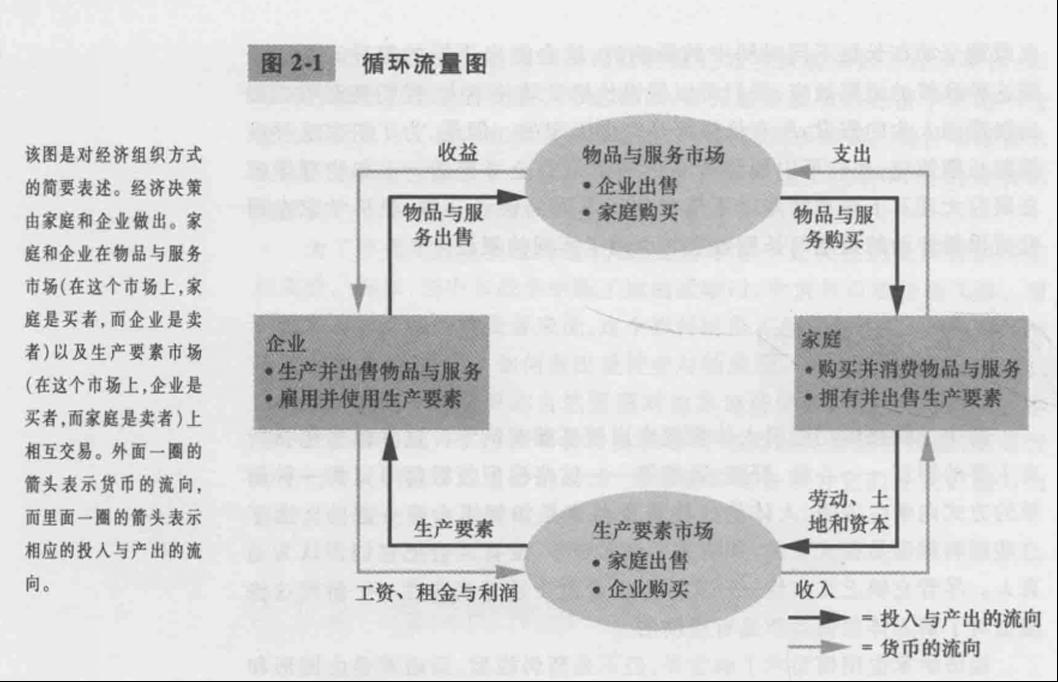 图 2-1 循环流量图
该图是对经济组织方式
的简要表述。经济决策
由家庭和企业做出。家
庭和企业在物品与服务
市场(在这个市场上,家
庭是买者,而企业是卖
者)以及生产要素市场
(在这个市场上,企业是
买者,而家庭是卖者)上
相互交易。外面一圈的
箭头表示货币的流向,
而里面一圈的箭头表示
相应的投入与产出的流
向。
收益
物品与服务市场
• 企业出售
• 家庭购买
支出
物品与服
务出售
物品与服
务购买
企业
• 生产并出售物品与服务
• 雇用并使用生产要素
家庭
• 购买并消费物品与服务
• 拥有并出售生产要素
生产要素
生产要素市场
• 家庭出售
• 企业购买
劳动、土
地和资本
工资、租金与利润
收入
= 投入与产出的流向
= 货币的流向